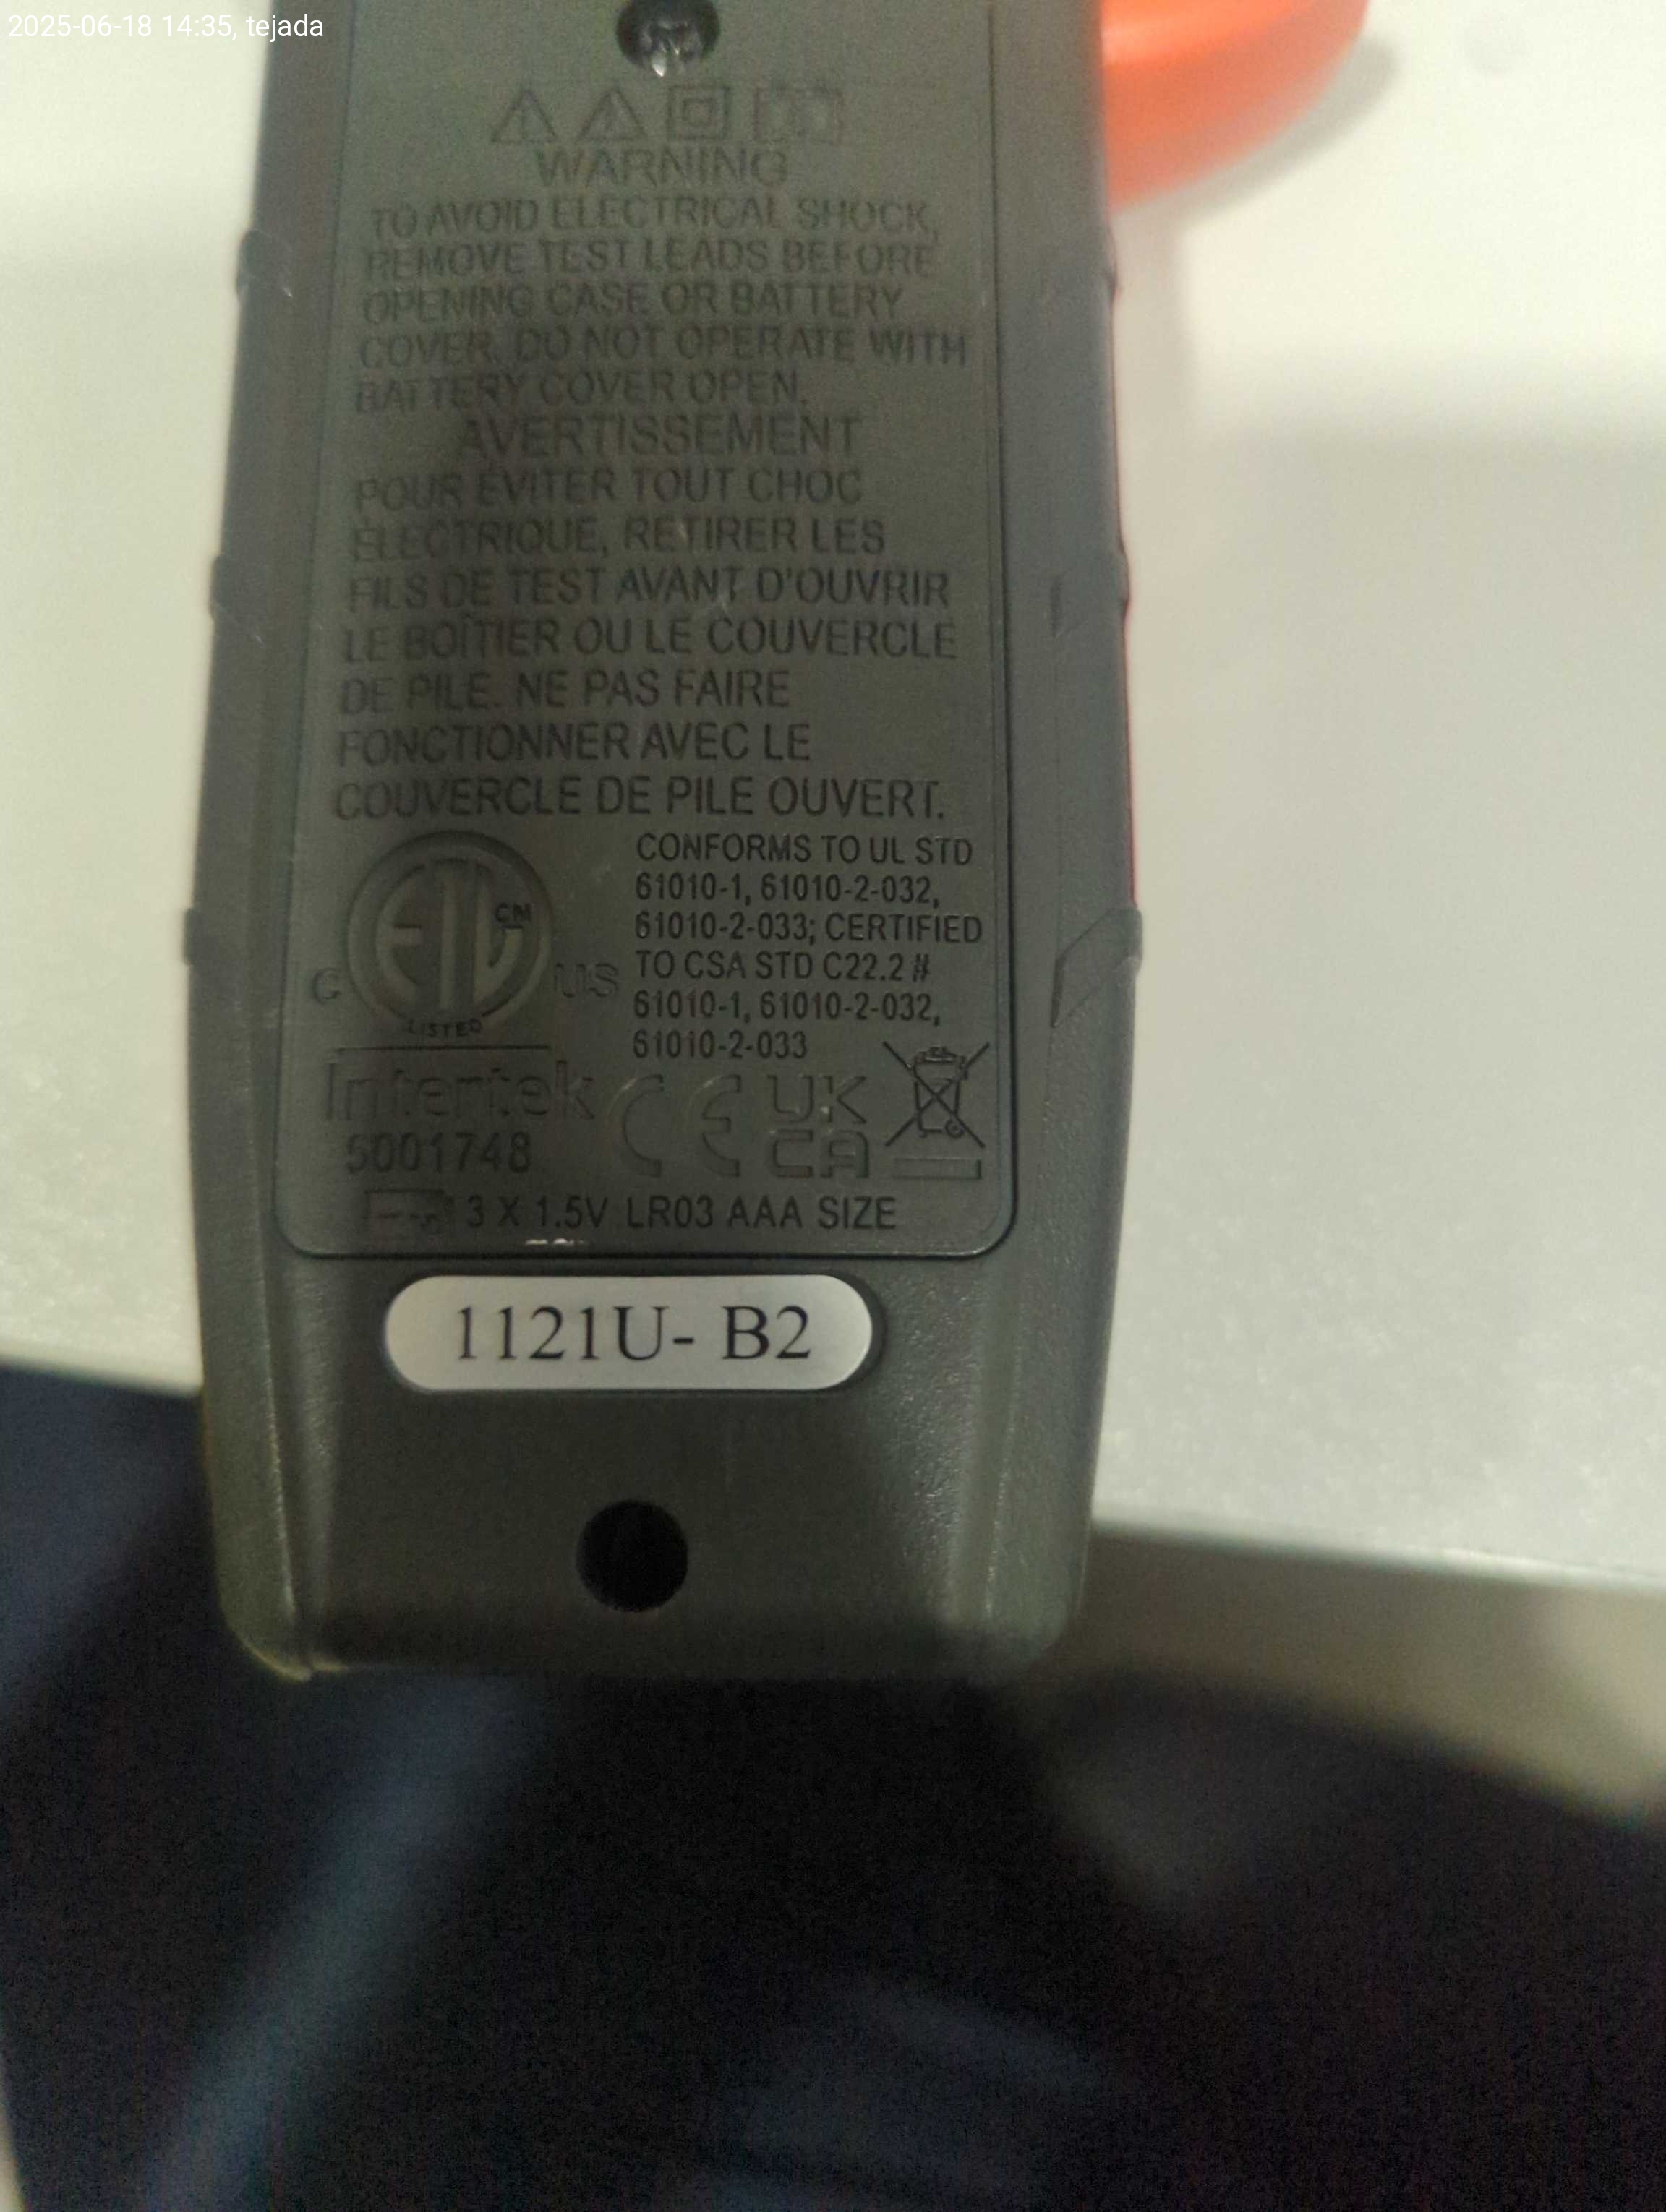 2025-06-18 14:35, tejada
WARNING
TO AVOID ELECTRICAL SHOCK,
REMOVE TEST LEADS BEFORE
OPENING CASE OR BATTERY
COVER. DO NOT OPERATE WITH
BATTERY COVER OPEN.
AVERTISSEMENT
POUR ÉVITER TOUT CHOC
ÉLECTRIQUE, RETIRER LES
FILS DE TEST AVANT D'OUVRIR
LE BOÎTIER OU LE COUVERCLE
DE PILE. NE PAS FAIRE
FONCTIONNER AVEC LE
COUVERCLE DE PILE OUVERT.
CONFORMS TO UL STD
61010-1, 61010-2-032,
61010-2-033; CERTIFIED
TO CSA STD C22.2 #
61010-1, 61010-2-032,
61010-2-033
C ETL CM US
LISTED
Intertek
5001748
CE
UK
CA
3 X 1.5V LR03 AAA SIZE
1121U- B2